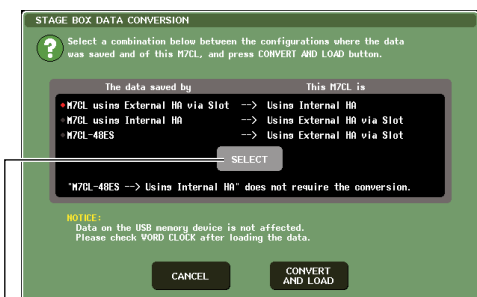 STAGE BOX DATA CONVERSION
Select a combination below between the configurations where the data
was saved and of this M7CL, and press CONVERT AND LOAD button.
The data saved by This M7CL is
M7CL using External HA via Slot --> Using Internal HA
M7CL using Internal HA --> Using External HA via Slot
M7CL-48ES --> Using External HA via Slot
SELECT
"M7CL-48ES --> Using Internal HA" does not require the conversion.
NOTICE:
Data on the USB memory device is not affected.
Please check WORD CLOCK after loading the data.
CANCEL CONVERT
AND LOAD